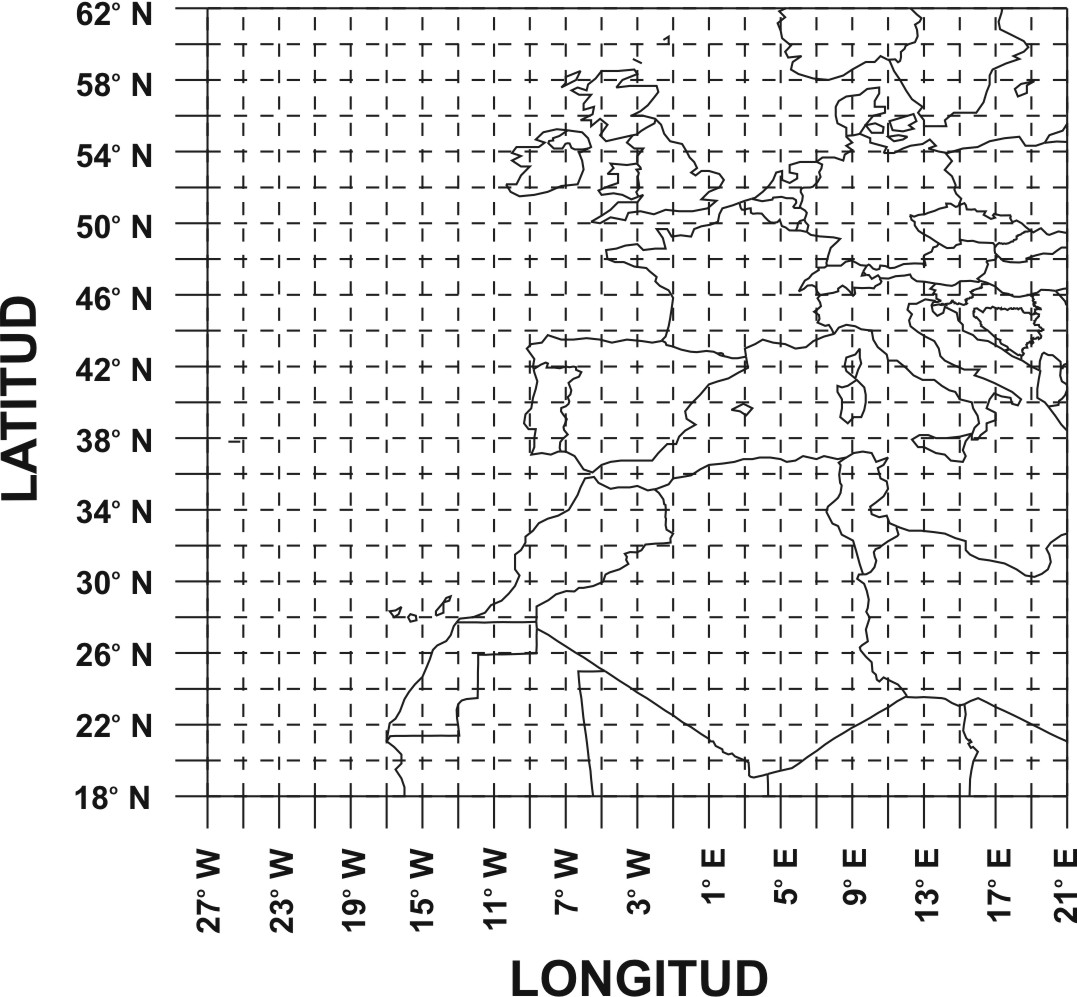 62° N
58° N
54° N
50° N
46° N
42° N
38° N
34° N
30° N
26° N
22° N
18° N
LATITUD
27° W
23° W
19° W
15° W
11° W
7° W
3° W
1° E
5° E
9° E
13° E
17° E
21° E
LONGITUD